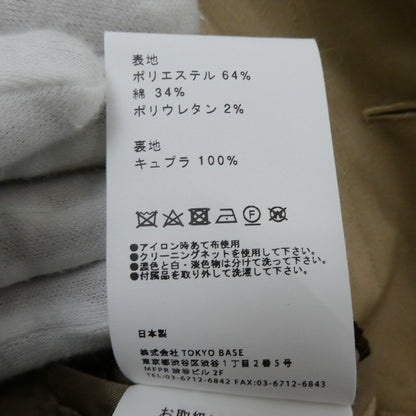 表地
ポリエステル 64%
綿 34%
ポリウレタン 2%
裏地
キュプラ 100%
●アイロン時あて布使用
●クリーニングネットを使用して下さい。
●濃色と白・淡色物は分けて洗って下さい。
●付属品を取り外して洗濯して下さい。
日本製
株式会社 TOKYO BASE
東京都渋谷区渋谷1丁目2番5号
MFPR 渋谷ビル 2F
TEL/03-6712-6842 FAX/03-6712-6843
お取扱い